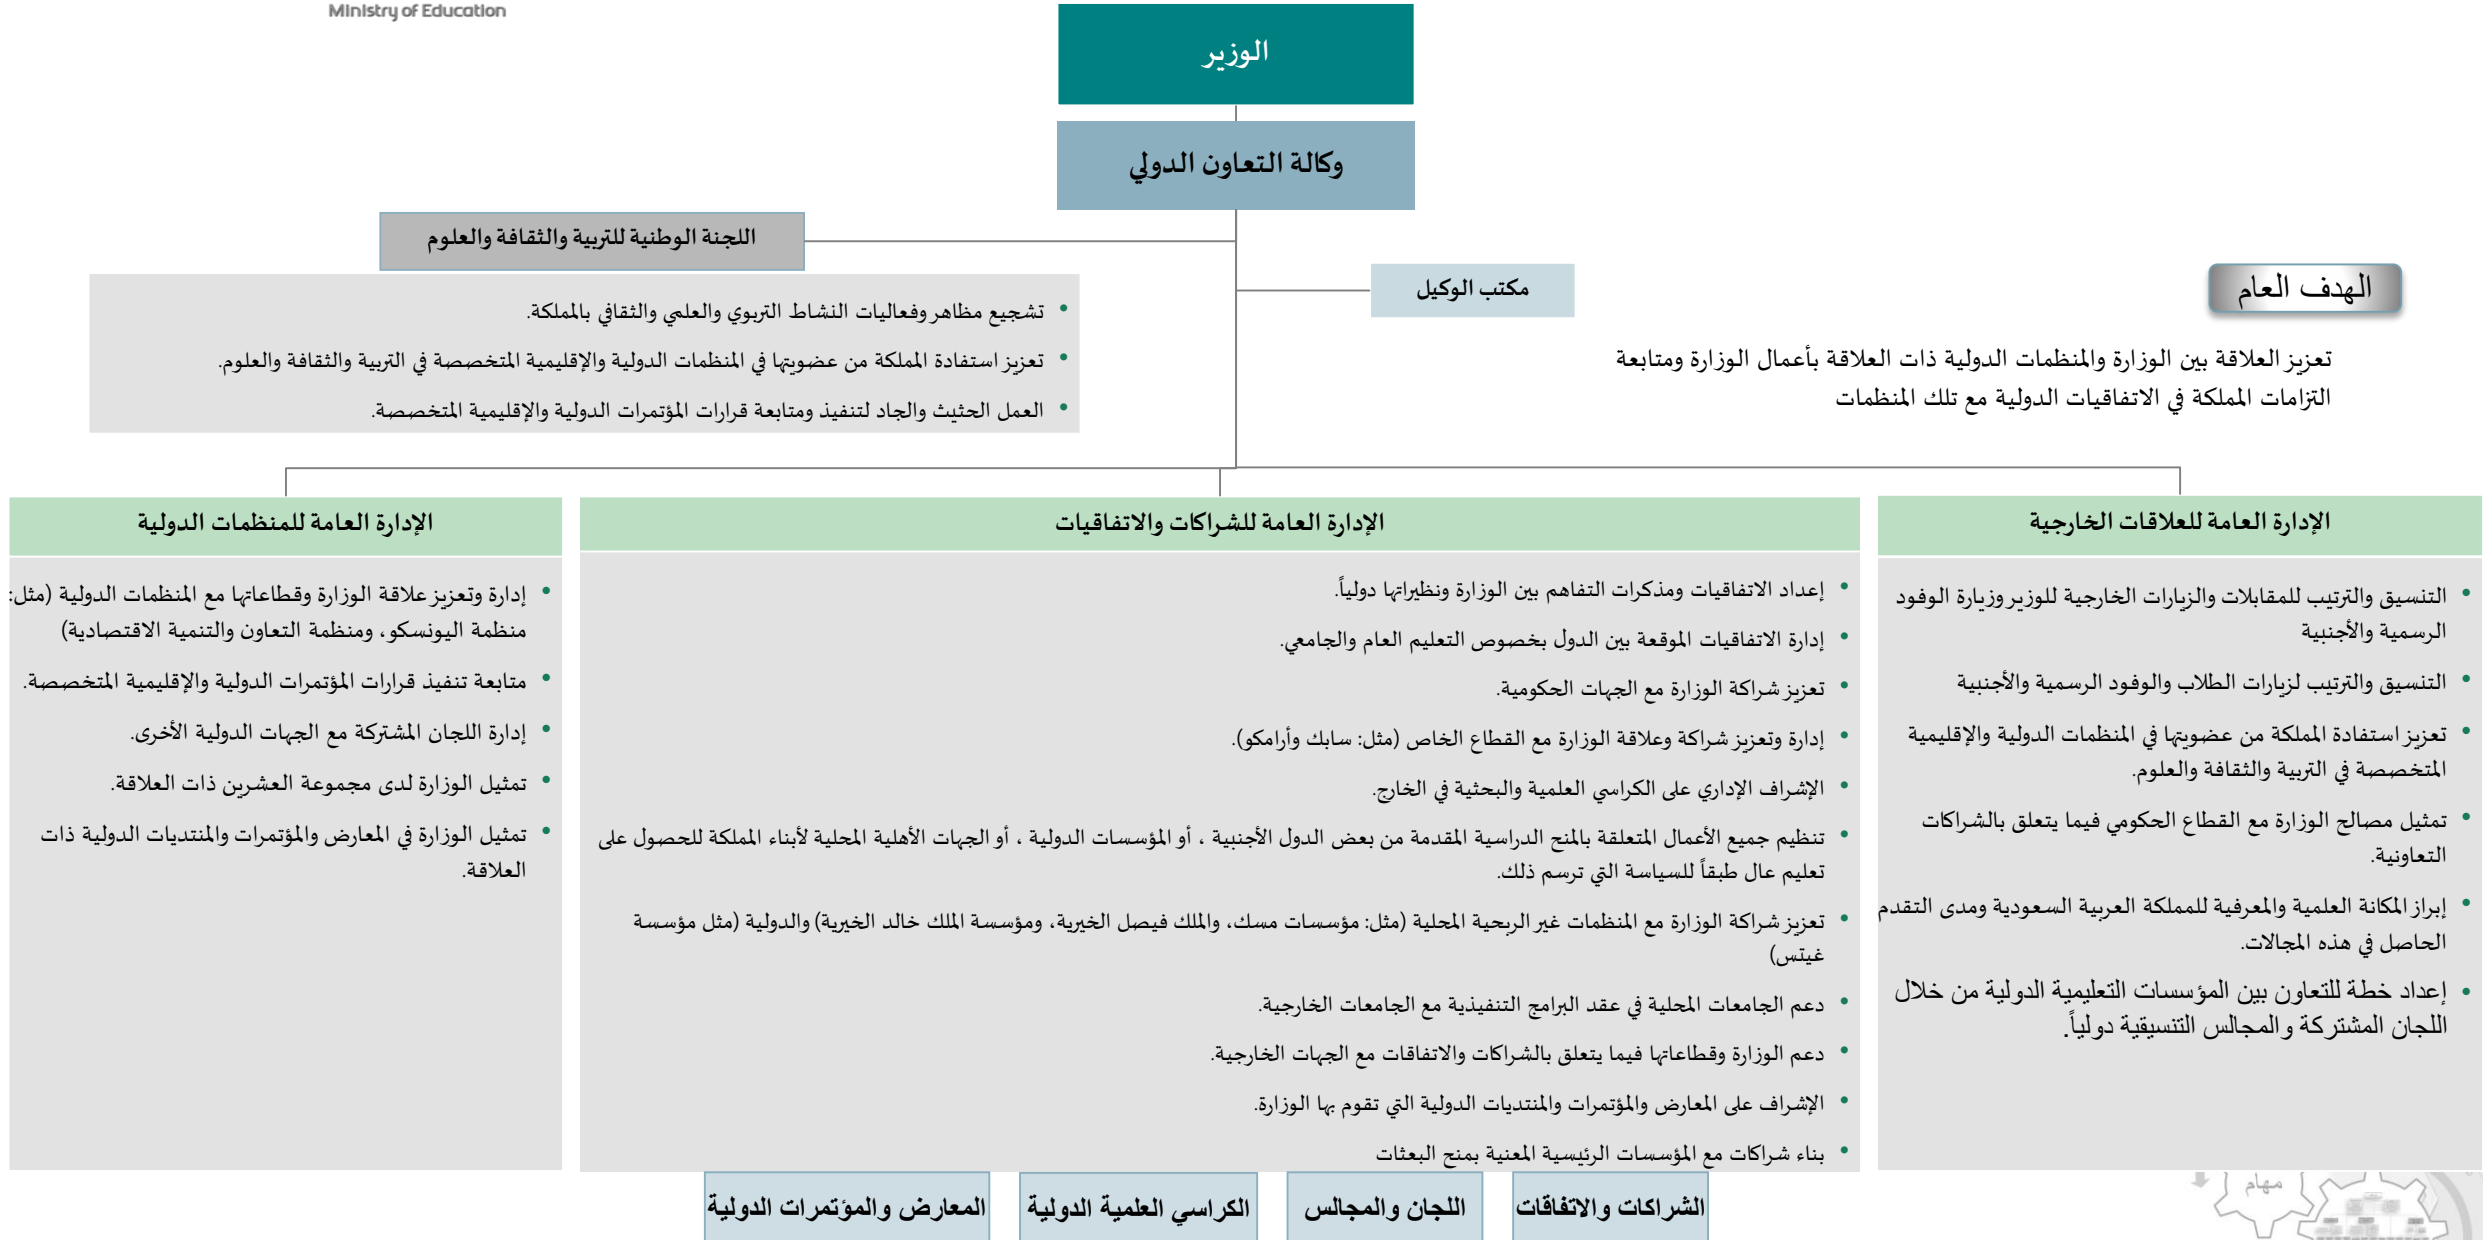 Ministry of Education
الوزير
وكالة التعاون الدولي
اللجنة الوطنية للتربية والثقافة والعلوم
• تشجيع مظاهر وفعاليات النشاط التربوي والعلمي والثقافي بالمملكة.
• تعزيز استفادة المملكة من عضويتها في المنظمات الدولية والإقليمية المتخصصة في التربية والثقافة والعلوم.
• العمل الحثيث والجاد لتنفيذ ومتابعة قرارات المؤتمرات الدولية والإقليمية المتخصصة.
مكتب الوكيل
الهدف العام
تعزيز العلاقة بين الوزارة والمنظمات الدولية ذات العلاقة بأعمال الوزارة ومتابعة
التزامات المملكة في الاتفاقيات الدولية مع تلك المنظمات
الإدارة العامة للعلاقات الخارجية
• التنسيق والترتيب للمقابلات والزيارات الخارجية للوزير وزيارة الوفود
الرسمية والأجنبية
• التنسيق والترتيب لزيارات الطلاب والوفود الرسمية والأجنبية
• تعزيز استفادة المملكة من عضويتها في المنظمات الدولية والإقليمية
المتخصصة في التربية والثقافة والعلوم.
• تمثيل مصالح الوزارة مع القطاع الحكومي فيما يتعلق بالشراكات
التعاونية.
• إبراز المكانة العلمية والمعرفية للمملكة العربية السعودية ومدى التقدم
الحاصل في هذه المجالات.
• إعداد خطة للتعاون بين المؤسسات التعليمية الدولية من خلال
اللجان المشتركة والمجالس التنسيقية دولياً.
الإدارة العامة للشراكات والاتفاقيات
• إعداد الاتفاقيات ومذكرات التفاهم بين الوزارة ونظيراتها دولياً.
• إدارة الاتفاقيات الموقعة بين الدول بخصوص التعليم العام والجامعي.
• تعزيز شراكة الوزارة مع الجهات الحكومية.
• إدارة وتعزيز شراكة وعلاقة الوزارة مع القطاع الخاص (مثل: سابك وأرامكو).
• الإشراف الإداري على الكراسي العلمية والبحثية في الخارج.
• تنظيم جميع الأعمال المتعلقة بالمنح الدراسية المقدمة من بعض الدول الأجنبية ، أو المؤسسات الدولية ، أو الجهات الأهلية المحلية لأبناء المملكة للحصول على
تعليم عال طبقاً للسياسة التي ترسم ذلك.
• تعزيز شراكة الوزارة مع المنظمات غير الربحية المحلية (مثل: مؤسسات مسك، والملك فيصل الخيرية، ومؤسسة الملك خالد الخيرية) والدولية (مثل مؤسسة
غيتس)
• دعم الجامعات المحلية في عقد البرامج التنفيذية مع الجامعات الخارجية.
• دعم الوزارة وقطاعاتها فيما يتعلق بالشراكات والاتفاقات مع الجهات الخارجية.
• الإشراف على المعارض والمؤتمرات والمنتديات الدولية التي تقوم بها الوزارة.
• بناء شراكات مع المؤسسات الرئيسية المعنية بمنح البعثات
الإدارة العامة للمنظمات الدولية
• إدارة وتعزيز علاقة الوزارة وقطاعاتها مع المنظمات الدولية (مثل:
منظمة اليونسكو، ومنظمة التعاون والتنمية الاقتصادية)
• متابعة تنفيذ قرارات المؤتمرات الدولية والإقليمية المتخصصة.
• إدارة اللجان المشتركة مع الجهات الدولية الأخرى.
• تمثيل الوزارة لدى مجموعة العشرين ذات العلاقة.
• تمثيل الوزارة في المعارض والمؤتمرات والمنتديات الدولية ذات
العلاقة.
الشراكات والاتفاقات
اللجان والمجالس
الكراسي العلمية الدولية
المعارض والمؤتمرات الدولية
مهام